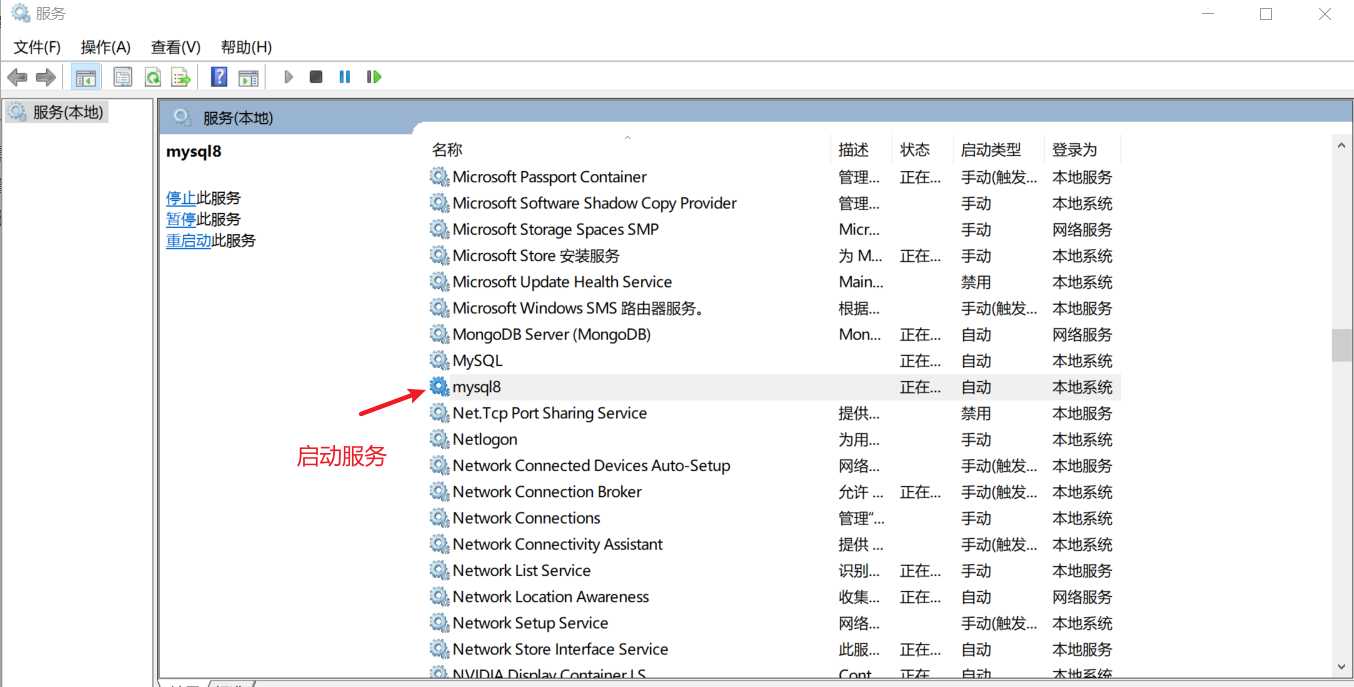 服务
文件(F) 操作(A) 查看(V) 帮助(H)
服务(本地)
服务(本地)
mysql8
停止此服务
暂停此服务
重启动此服务
启动服务
名称 描述 状态 启动类型 登录为
Microsoft Passport Container 管理... 正在... 手动(触发... 本地服务
Microsoft Software Shadow Copy Provider 管理... 手动 本地系统
Microsoft Storage Spaces SMP Micr... 手动 网络服务
Microsoft Store 安装服务 为 M... 正在... 手动 本地系统
Microsoft Update Health Service Main... 禁用 本地系统
Microsoft Windows SMS 路由器服务。 根据... 手动(触发... 本地服务
MongoDB Server (MongoDB) Mon... 正在... 自动 网络服务
MySQL 正在... 自动 本地系统
mysql8 正在... 自动 本地系统
Net.Tcp Port Sharing Service 提供... 禁用 本地服务
Netlogon 为用... 手动 本地系统
Network Connected Devices Auto-Setup 网络... 手动(触发... 本地服务
Network Connection Broker 允许 ... 正在... 手动(触发... 本地系统
Network Connections 管理“... 手动 本地系统
Network Connectivity Assistant 提供 ... 手动(触发... 本地系统
Network List Service 识别... 正在... 手动 本地服务
Network Location Awareness 收集... 正在... 自动 网络服务
Network Setup Service 网络... 手动(触发... 本地系统
Network Store Interface Service 此服... 正在... 自动 本地服务
NVIDIA Display Container LS Cont... 正在... 自动 本地系统